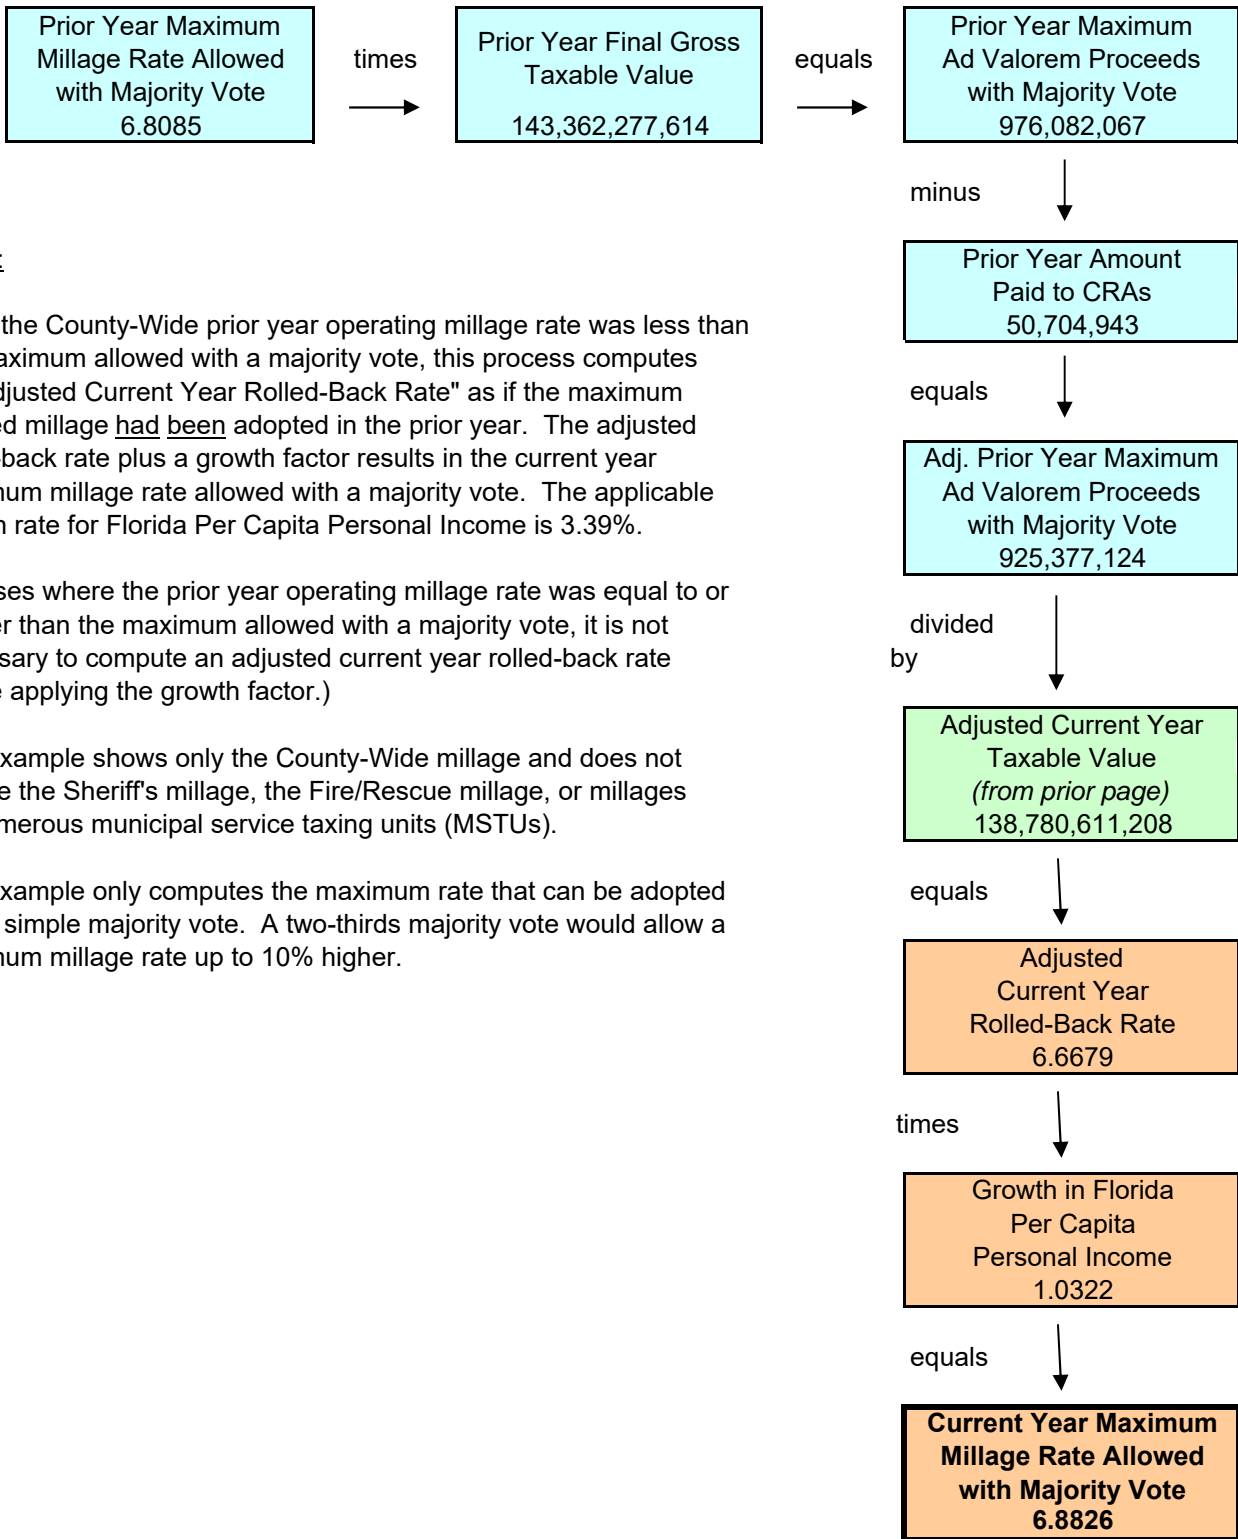 Prior Year Maximum
Millage Rate Allowed
with Majority Vote
6.8085
times
Prior Year Final Gross
Taxable Value
143,362,277,614
equals
Prior Year Maximum
Ad Valorem Proceeds
with Majority Vote
976,082,067
minus
Prior Year Amount
Paid to CRAs
50,704,943
equals
Adj. Prior Year Maximum
Ad Valorem Proceeds
with Majority Vote
925,377,124
divided
by
Adjusted Current Year
Taxable Value
(from prior page)
138,780,611,208
equals
Adjusted
Current Year
Rolled-Back Rate
6.6679
times
Growth in Florida
Per Capita
Personal Income
1.0322
equals
Current Year Maximum
Millage Rate Allowed
with Majority Vote
6.8826
:
the County-Wide prior year operating millage rate was less than
aximum allowed with a majority vote, this process computes
djusted Current Year Rolled-Back Rate" as if the maximum
ed millage had been adopted in the prior year. The adjusted
-back rate plus a growth factor results in the current year
num millage rate allowed with a majority vote. The applicable
h rate for Florida Per Capita Personal Income is 3.39%.
ses where the prior year operating millage rate was equal to or
er than the maximum allowed with a majority vote, it is not
ssary to compute an adjusted current year rolled-back rate
e applying the growth factor.)
xample shows only the County-Wide millage and does not
e the Sheriff's millage, the Fire/Rescue millage, or millages
umerous municipal service taxing units (MSTUs).
xample only computes the maximum rate that can be adopted
simple majority vote. A two-thirds majority vote would allow a
num millage rate up to 10% higher.